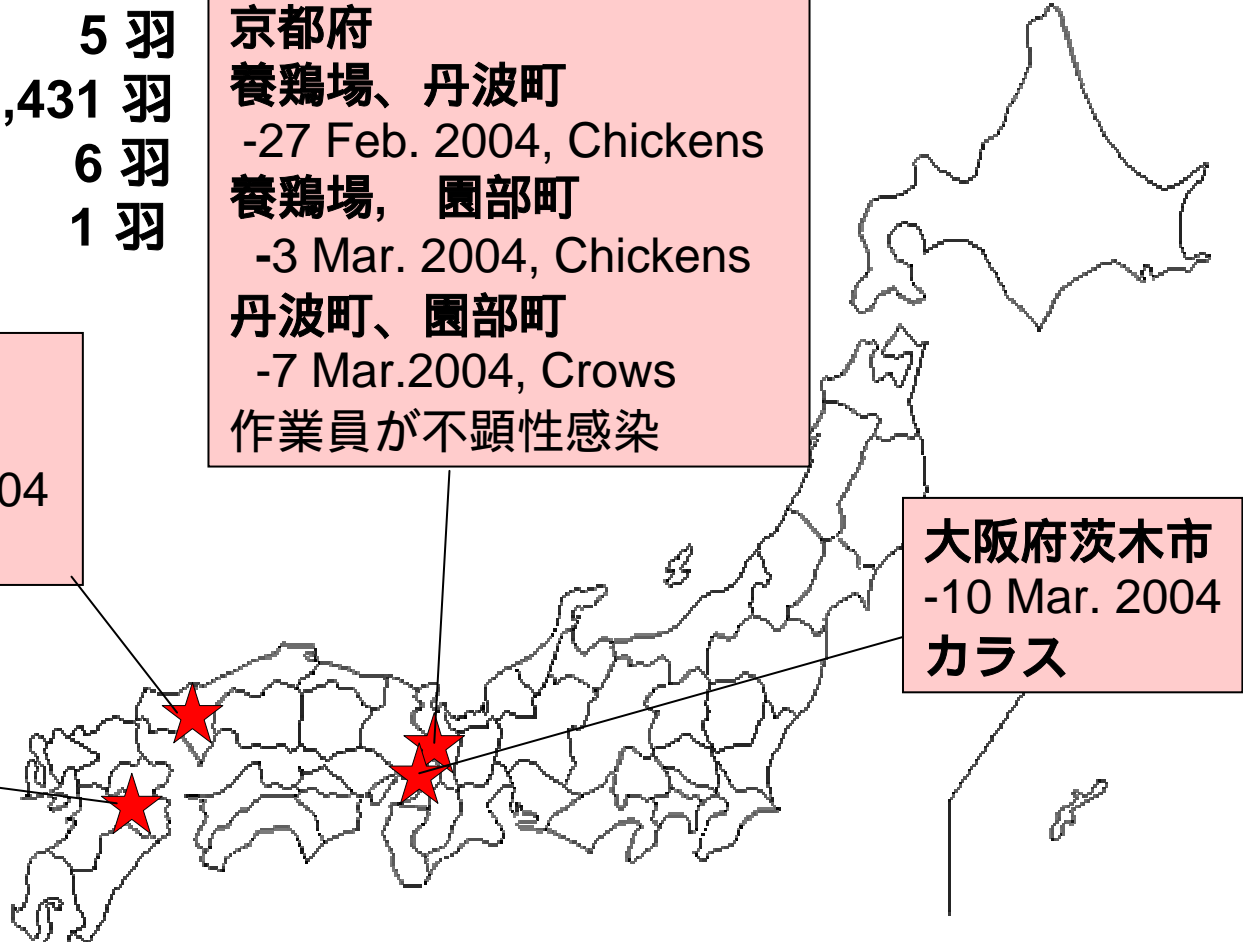 5 羽
,431 羽
6 羽
1 羽
京都府
養鶏場、丹波町
-27 Feb. 2004, Chickens
養鶏場, 園部町
-3 Mar. 2004, Chickens
丹波町、園部町
-7 Mar.2004, Crows
作業員が不顕性感染
04
大阪府茨木市
-10 Mar. 2004
カラス